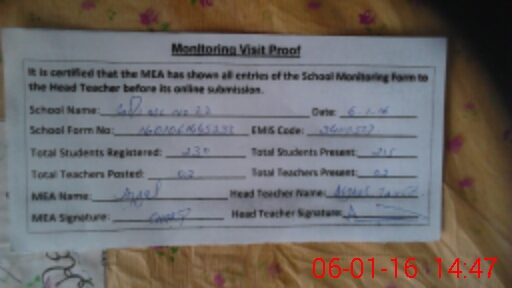 Monitoring Visit Proof
It is certified that the MEA has shown all entries of the School Monitoring Form to
the Head Teacher before its online submission.
School Name: Date: 6-1-16
School Form No: EMIS Code:
Total Students Registered: 230 Total Students Present: 215
Total Teachers Posted: 02 Total Teachers Present: 02
MEA Name: Head Teacher Name:
MEA Signature: Head Teacher Signature:
06-01-16 14:47